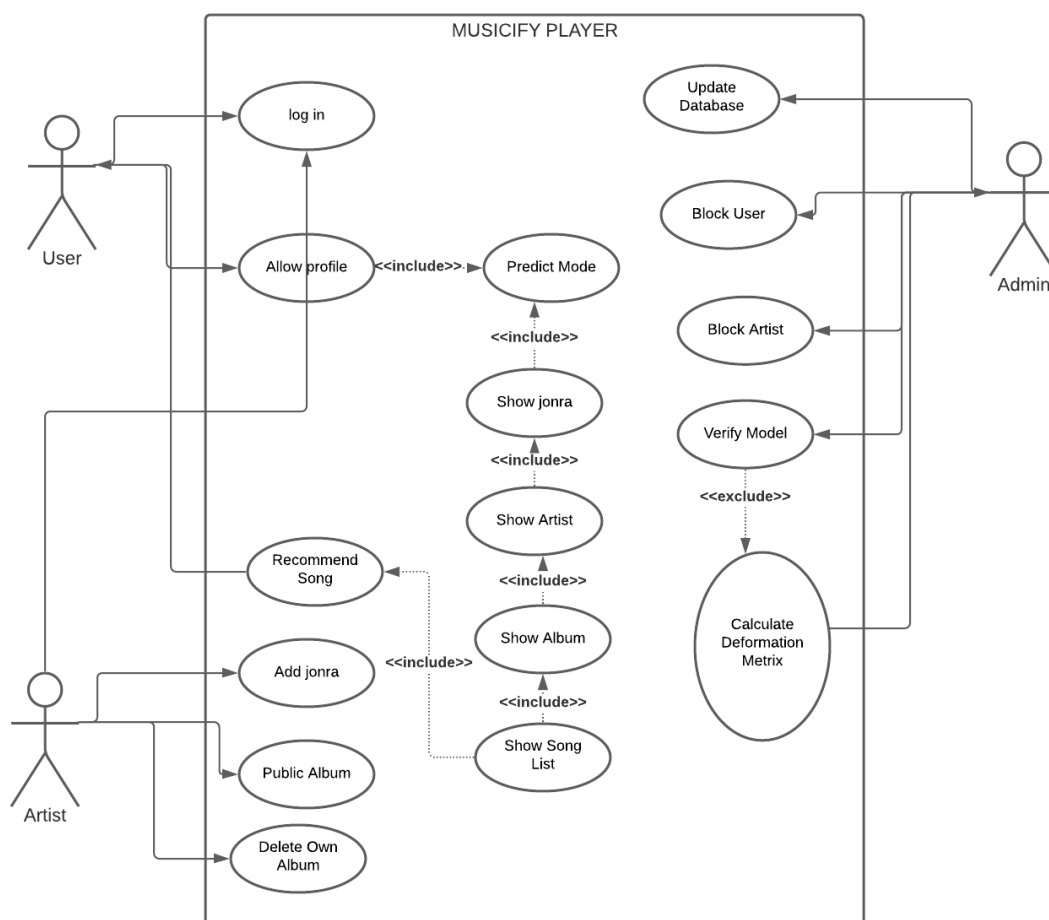 MUSICIFY PLAYER
log in
Update
Database
User
Block User
Admin
Allow profile
<<include>>
Predict Mode
<<include>>
Block Artist
Show jonra
Verify Model
<<include>>
<<exclude>>
Show Artist
Recommend
Song
<<include>>
Calculate
Deformation
Metrix
Show Album
<<include>>
Add jonra
<<include>>
Show Song
List
Public Album
Artist
Delete Own
Album